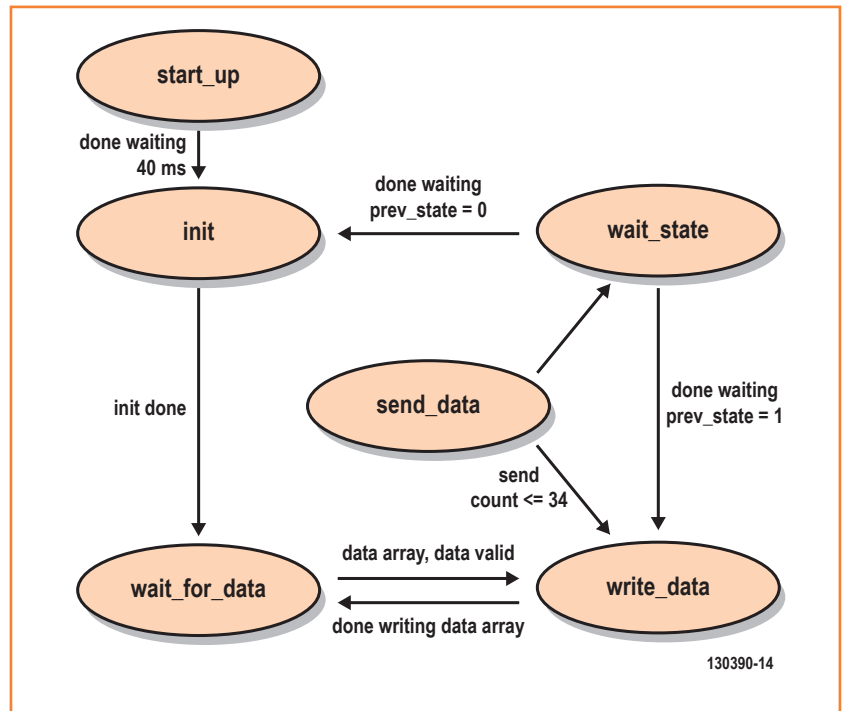 start_up
done waiting
40 ms
done waiting
prev_state = 0
init
wait_state
send_data
init done
done waiting
prev_state = 1
send
count <= 34
data array, data valid
wait_for_data
write_data
done writing data array
130390-14